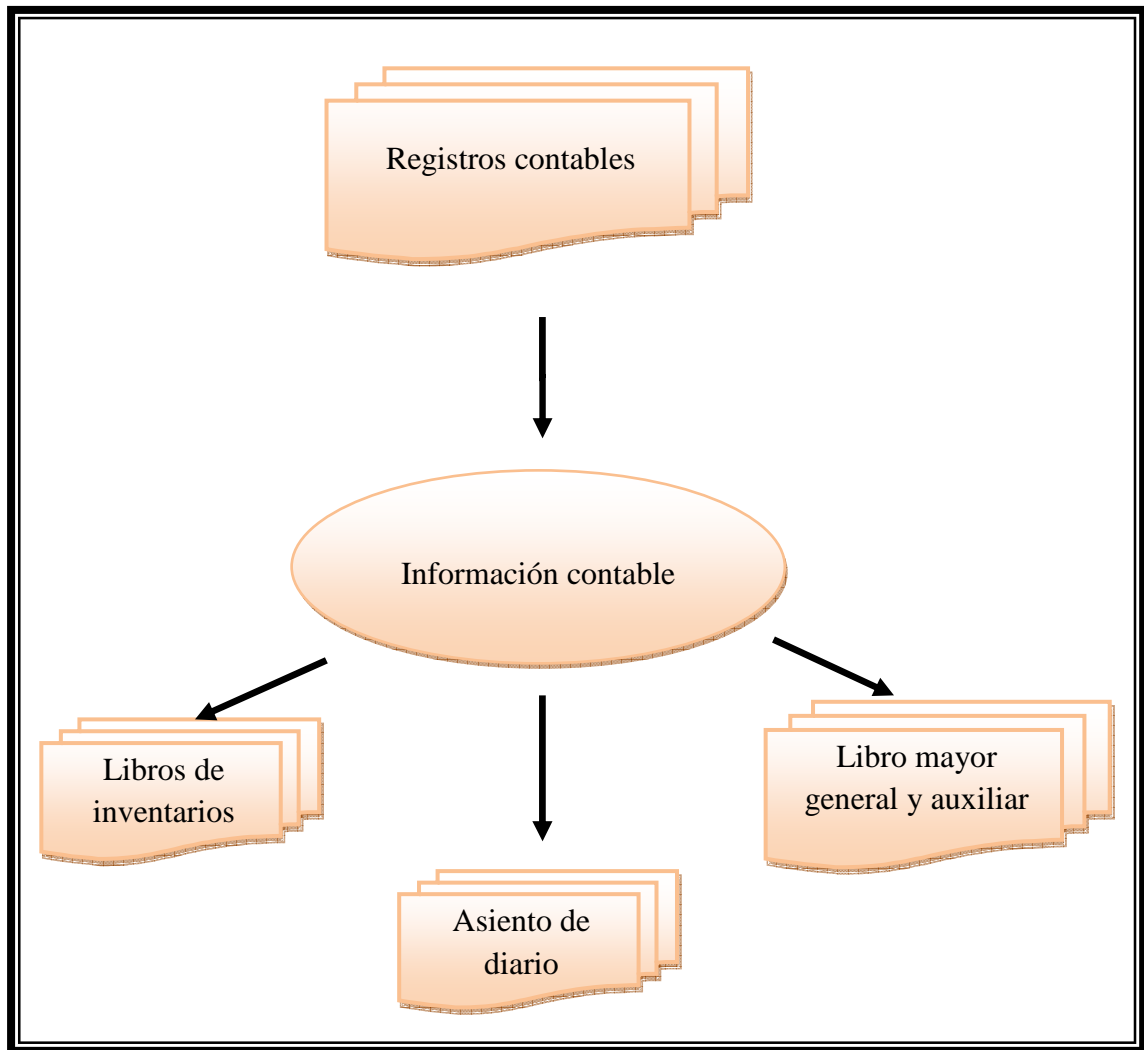 Registros contables
Información contable
Libros de
inventarios
Libro mayor
general y auxiliar
Asiento de
diario